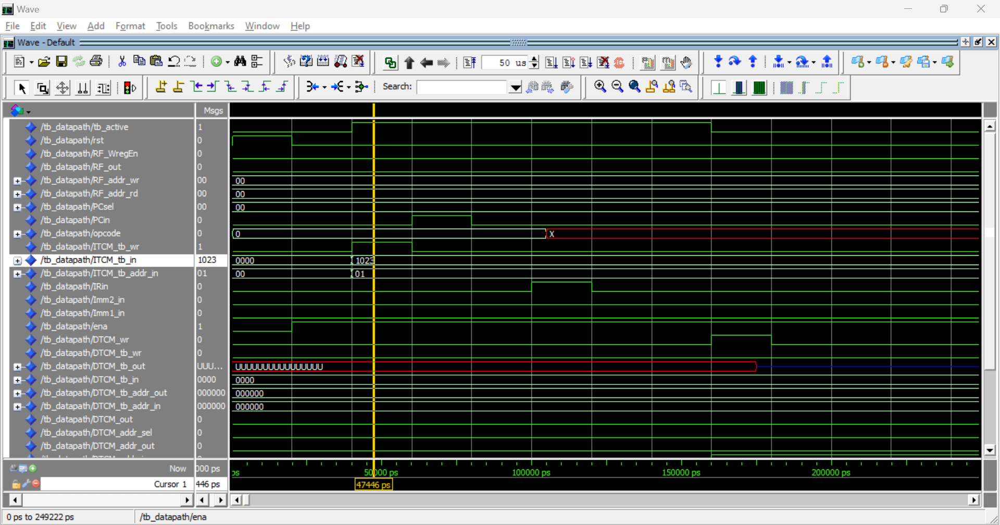 Wave
File Edit View Add Format Tools Bookmarks Window Help
Wave - Default
50 us
Search:
Msgs
/tb_datapath/tb_active 1
/tb_datapath/rst 0
/tb_datapath/RF_WregEn 0
/tb_datapath/RF_out 0
/tb_datapath/RF_addr_wr 00 00
/tb_datapath/RF_addr_rd 00 00
/tb_datapath/PCsel 00 00
/tb_datapath/PCin 0
/tb_datapath/opcode 0 0 X
/tb_datapath/ITCM_tb_wr 1
/tb_datapath/ITCM_tb_in 1023 0000 1023
/tb_datapath/ITCM_tb_addr_in 01 00 01
/tb_datapath/IRin 0
/tb_datapath/Imm2_in 0
/tb_datapath/Imm1_in 0
/tb_datapath/ena 1
/tb_datapath/DTCM_wr 0
/tb_datapath/DTCM_tb_wr 0
/tb_datapath/DTCM_tb_out UUU... UUUUUUUUUUUUUUUU
/tb_datapath/DTCM_tb_in 0000 0000
/tb_datapath/DTCM_tb_addr_out 000000 000000
/tb_datapath/DTCM_tb_addr_in 000000 000000
/tb_datapath/DTCM_out 0
/tb_datapath/DTCM_addr_sel 0
/tb_datapath/DTCM_addr_out 0
Now 000 ps ps 50000 ps 100000 ps 150000 ps 200000 ps
Cursor 1 446 ps 47446 ps
0 ps to 249222 ps /tb_datapath/ena